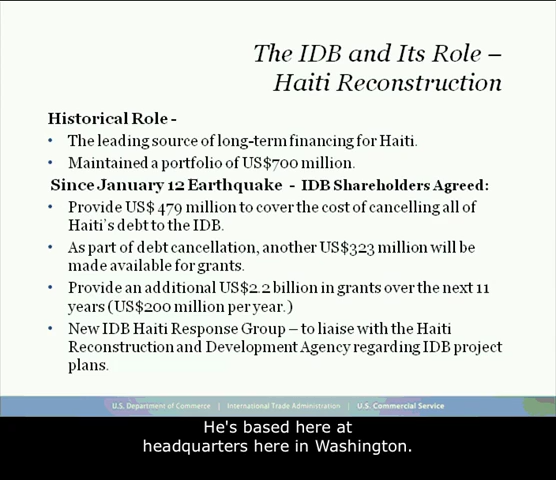 The IDB and Its Role –
Haiti Reconstruction
Historical Role -
• The leading source of long-term financing for Haiti.
• Maintained a portfolio of US$700 million.
Since January 12 Earthquake - IDB Shareholders Agreed:
• Provide US$ 479 million to cover the cost of cancelling all of
Haiti's debt to the IDB.
• As part of debt cancellation, another US$323 million will be
made available for grants.
• Provide an additional US$2.2 billion in grants over the next 11
years (US$200 million per year.)
• New IDB Haiti Response Group – to liaise with the Haiti
Reconstruction and Development Agency regarding IDB project
plans.
U.S. Department of Commerce | International Trade Administration | U.S. Commercial Service
He's based here at
headquarters here in Washington.